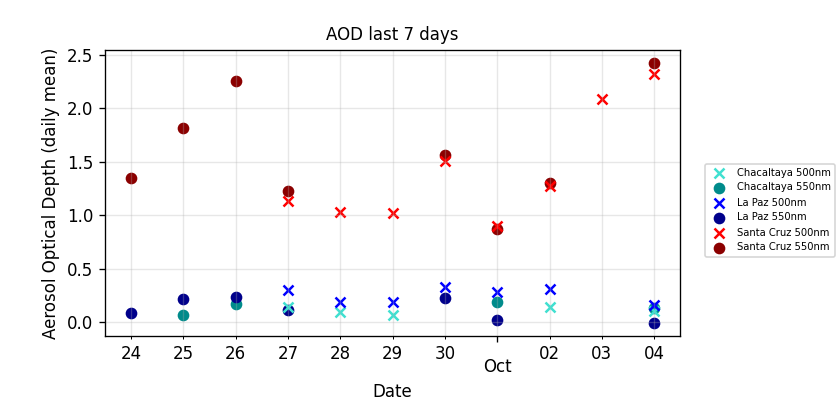 AOD last 7 days
Aerosol Optical Depth (daily mean)
2.5
2.0
1.5
1.0
0.5
0.0
24 25 26 27 28 29 30 02 03 04
Oct
Date
Chacaltaya 500nm
Chacaltaya 550nm
La Paz 500nm
La Paz 550nm
Santa Cruz 500nm
Santa Cruz 550nm